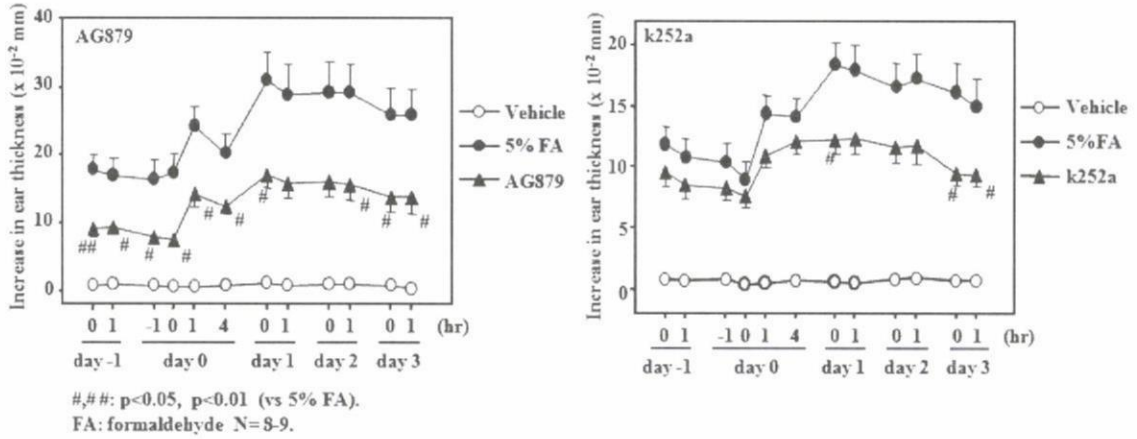 Increase in ear thickness (x 10⁻² mm)
AG879
40
30
20
10
0
Vehicle
5% FA
AG879
0 1 -1 0 1 4 0 1 0 1 0 1 (hr)
day -1 day 0 day 1 day 2 day 3
## # # # # # # # # #
#,##: p<0.05, p<0.01 (vs 5% FA).
FA: formaldehyde N= 8-9.
Increase in ear thickness (x 10⁻² mm)
k252a
20
15
10
5
0
Vehicle
5%FA
k252a
# # #
0 1 -1 0 1 4 0 1 0 1 0 1 (hr)
day -1 day 0 day 1 day 2 day 3